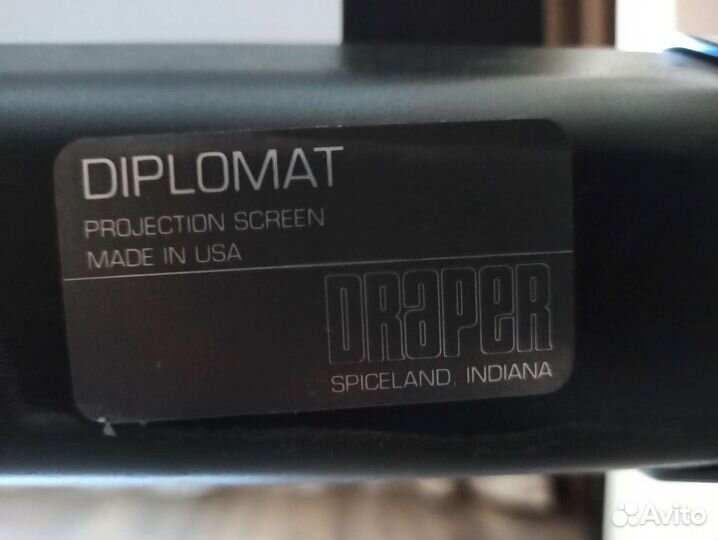 DIPLOMAT
PROJECTION SCREEN
MADE IN USA
DRAPER
SPICELAND, INDIANA
Avito